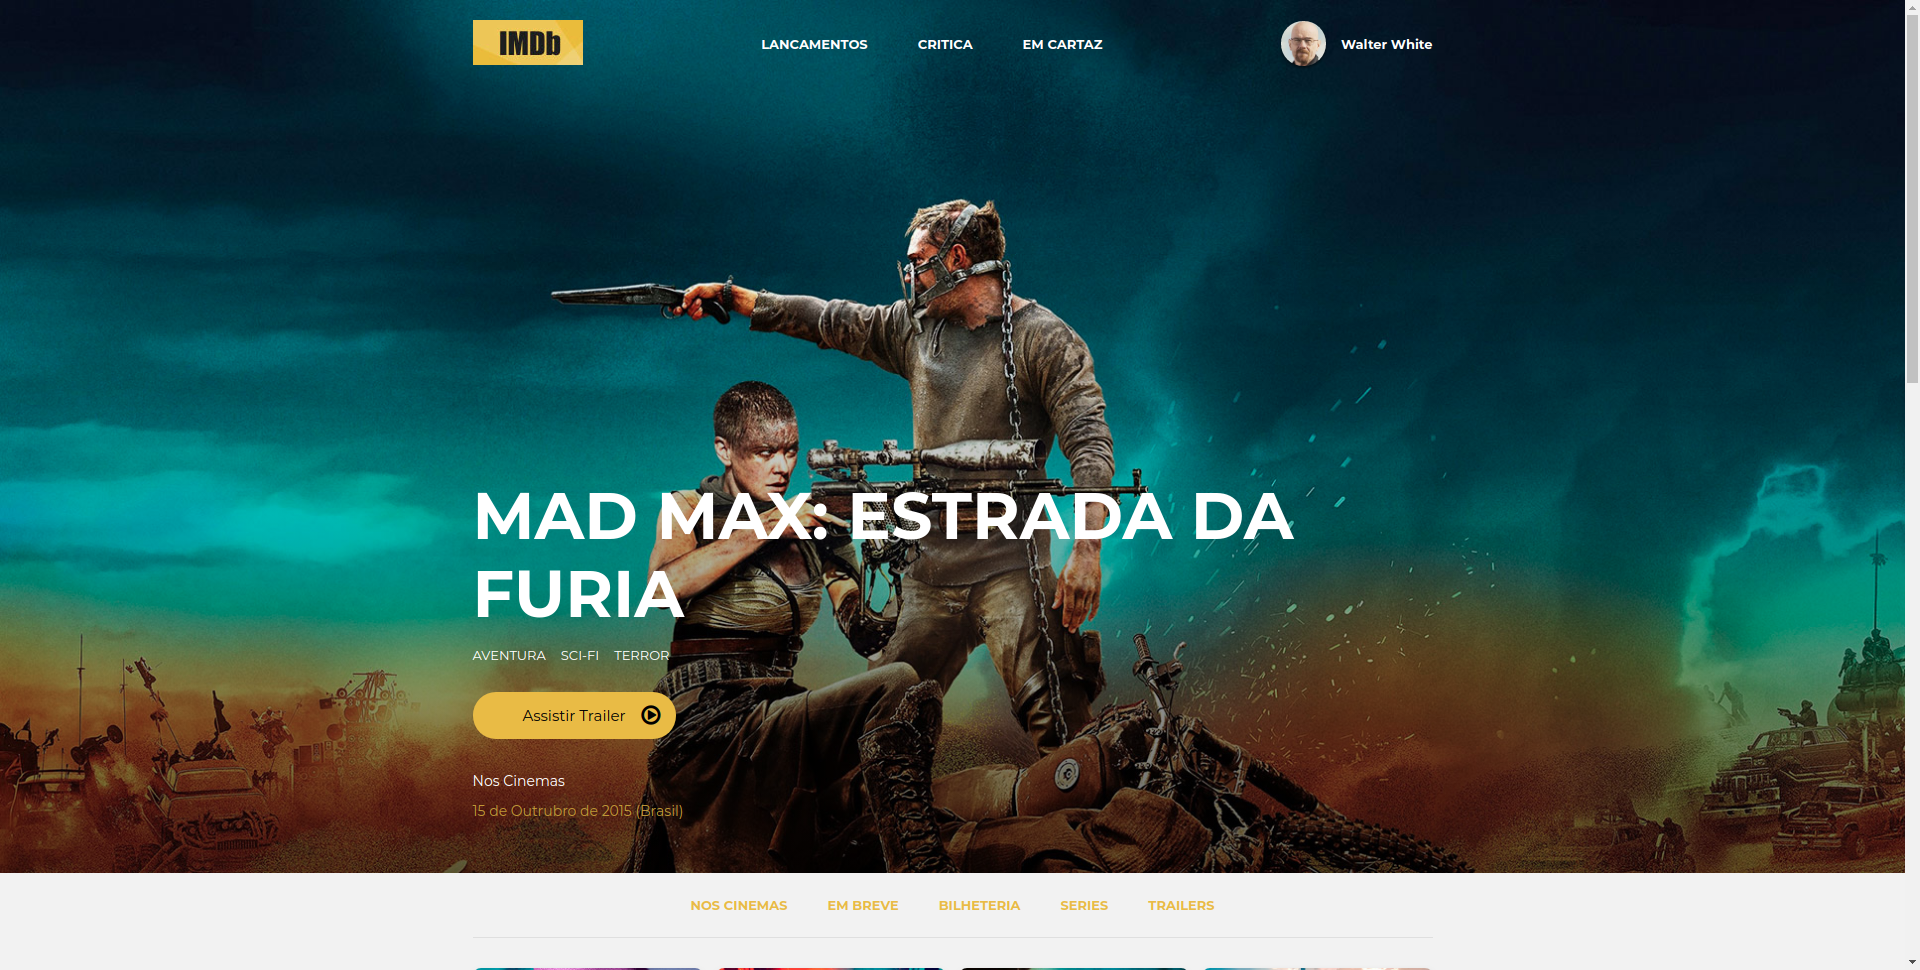 IMDb
LANCAMENTOS CRITICA EM CARTAZ
Walter White
MAD MAX: ESTRADA DA
FURIA
AVENTURA SCI-FI TERROR
Assistir Trailer
Nos Cinemas
15 de Outrubro de 2015 (Brasil)
NOS CINEMAS EM BREVE BILHETERIA SERIES TRAILERS